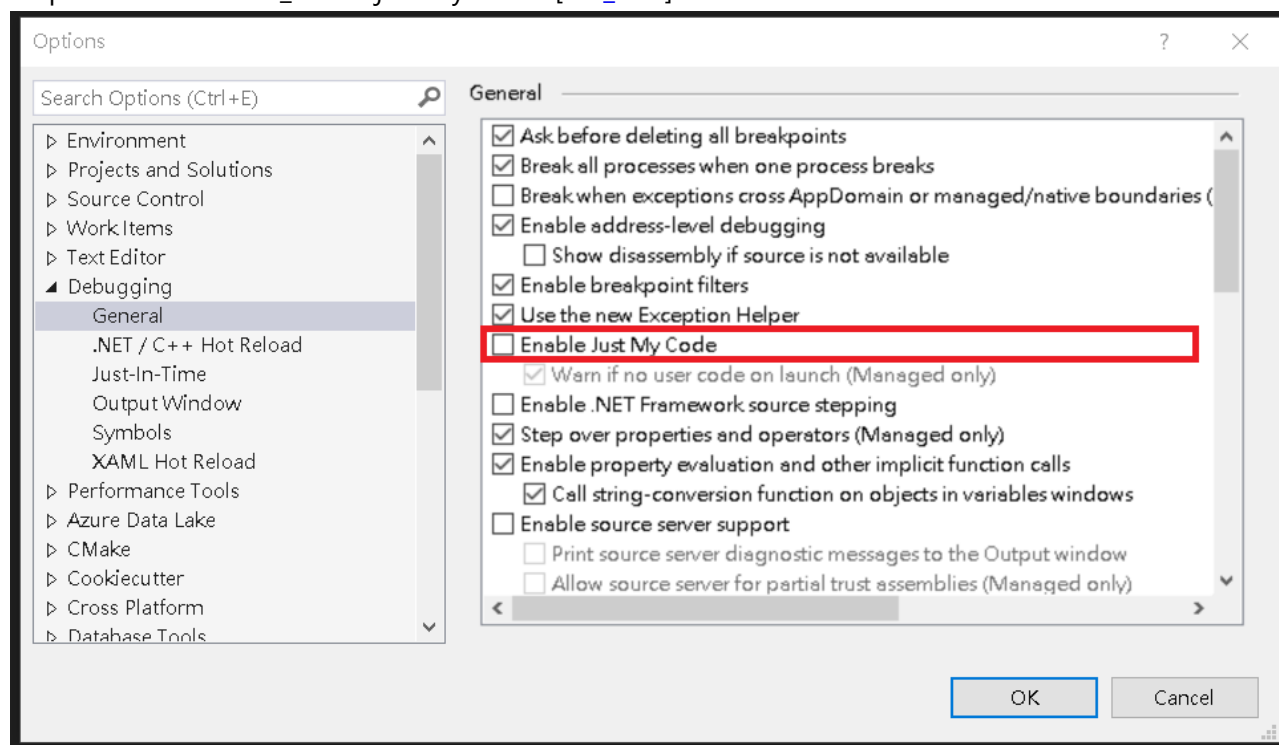 Options
Search Options (Ctrl+E)
Environment
Projects and Solutions
Source Control
Work Items
Text Editor
Debugging
General
.NET / C++ Hot Reload
Just-In-Time
Output Window
Symbols
XAML Hot Reload
Performance Tools
Azure Data Lake
CMake
Cookiecutter
Cross Platform
Database Tools
General
Ask before deleting all breakpoints
Break all processes when one process breaks
Break when exceptions cross AppDomain or managed/native boundaries (
Enable address-level debugging
Show disassembly if source is not available
Enable breakpoint filters
Use the new Exception Helper
Enable Just My Code
Warn if no user code on launch (Managed only)
Enable .NET Framework source stepping
Step over properties and operators (Managed only)
Enable property evaluation and other implicit function calls
Call string-conversion function on objects in variables windows
Enable source server support
Print source server diagnostic messages to the Output window
Allow source server for partial trust assemblies (Managed only)
OK
Cancel